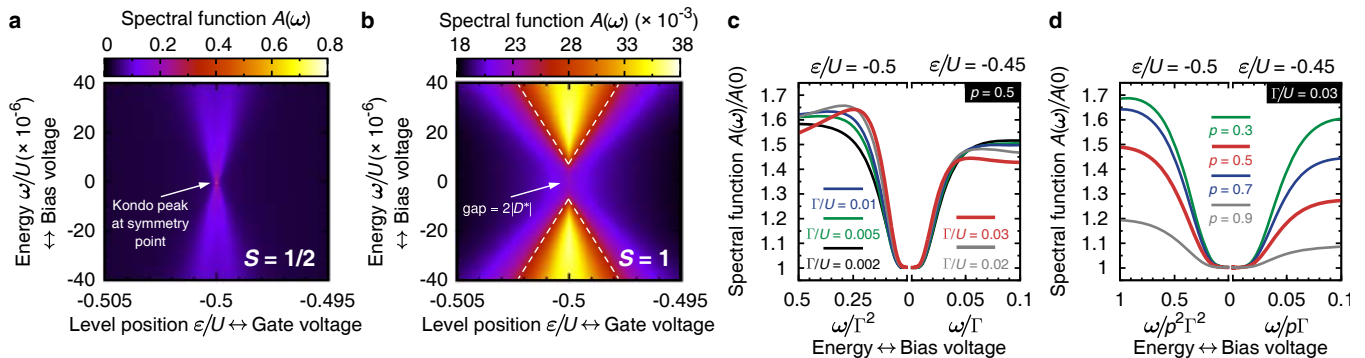 a
Spectral function A(ω)
0 0.2 0.4 0.6 0.8
Energy ω/U (× 10⁻⁶)
↔ Bias voltage
40
20
0
-20
-40
Kondo peak
at symmetry
point
S = 1/2
-0.505 -0.5 -0.495
Level position ε/U ↔ Gate voltage
b
Spectral function A(ω) (× 10⁻³)
18 23 28 33 38
Energy ω/U (× 10⁻⁶)
↔ Bias voltage
40
20
0
-20
-40
gap = 2|D*|
S = 1
-0.505 -0.5 -0.495
Level position ε/U ↔ Gate voltage
c
ε/U = -0.5 ε/U = -0.45
p = 0.5
Spectral function A(ω)/A(0)
1.7
1.6
1.5
1.4
1.3
1.2
1.1
1
Γ/U = 0.01
Γ/U = 0.005
Γ/U = 0.002
Γ/U = 0.03
Γ/U = 0.02
0.5 0.25 0 0 0.1
ω/Γ² ω/Γ
Energy ↔ Bias voltage
d
ε/U = -0.5 ε/U = -0.45
Γ/U = 0.03
Spectral function A(ω)/A(0)
1.7
1.6
1.5
1.4
1.3
1.2
1.1
1
p = 0.3
p = 0.5
p = 0.7
p = 0.9
1 0.5 0 0.1
ω/p²Γ² ω/pΓ
Energy ↔ Bias voltage